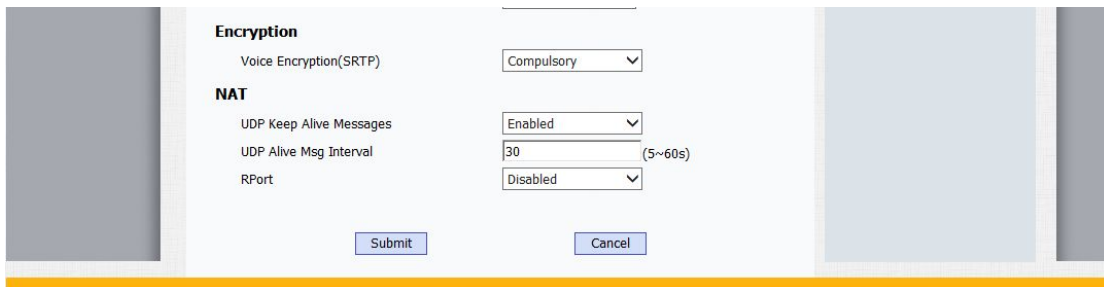 Encryption
Voice Encryption(SRTP) Compulsory
NAT
UDP Keep Alive Messages Enabled
UDP Alive Msg Interval 30 (5~60s)
RPort Disabled
Submit Cancel